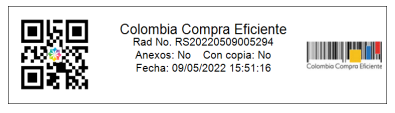 Colombia Compra Eficiente
Rad No. RS20220509005294
Anexos: No Con copia: No
Fecha: 09/05/2022 15:51:16
Colombia Compra Eficiente